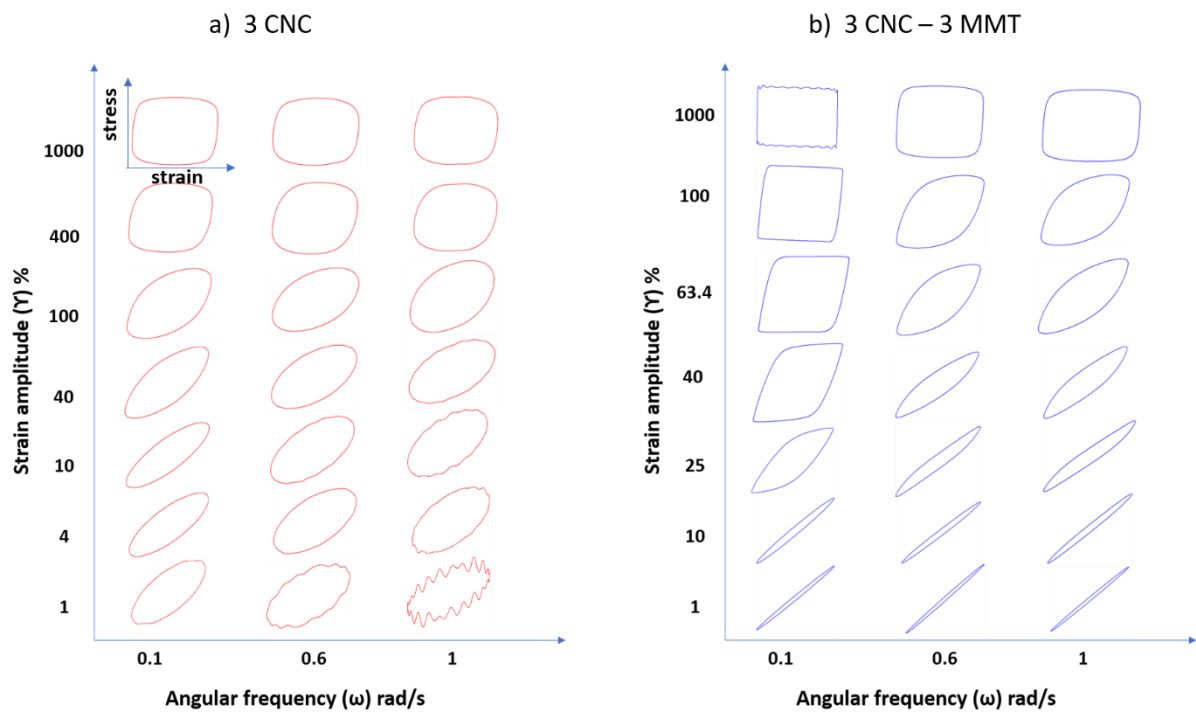 a) 3 CNC
stress
strain
1000
400
100
40
10
4
1
Strain amplitude (ϒ) %
0.1 0.6 1
Angular frequency (ω) rad/s
b) 3 CNC – 3 MMT
1000
100
63.4
40
25
10
1
Strain amplitude (ϒ) %
0.1 0.6 1
Angular frequency (ω) rad/s